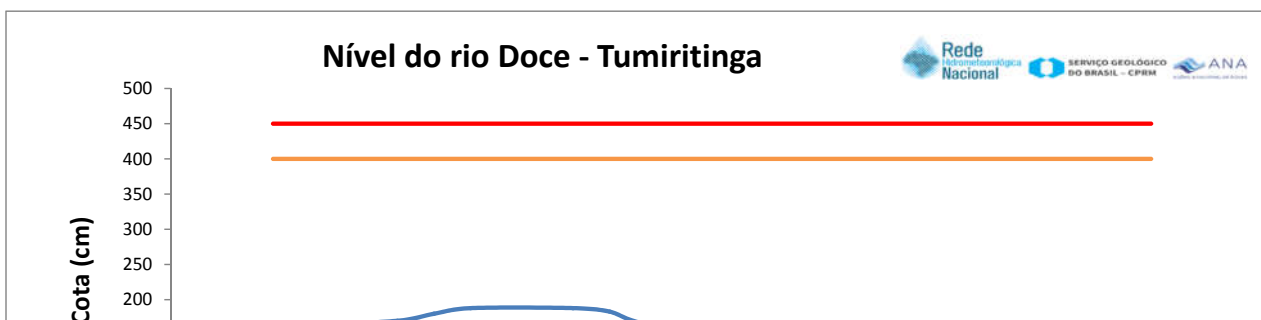 Nível do rio Doce - Tumiritinga
Rede
Hidrometeorológica
Nacional
SERVIÇO GEOLÓGICO
DO BRASIL – CPRM
ANA
500
450
400
350
300
250
200
Cota (cm)